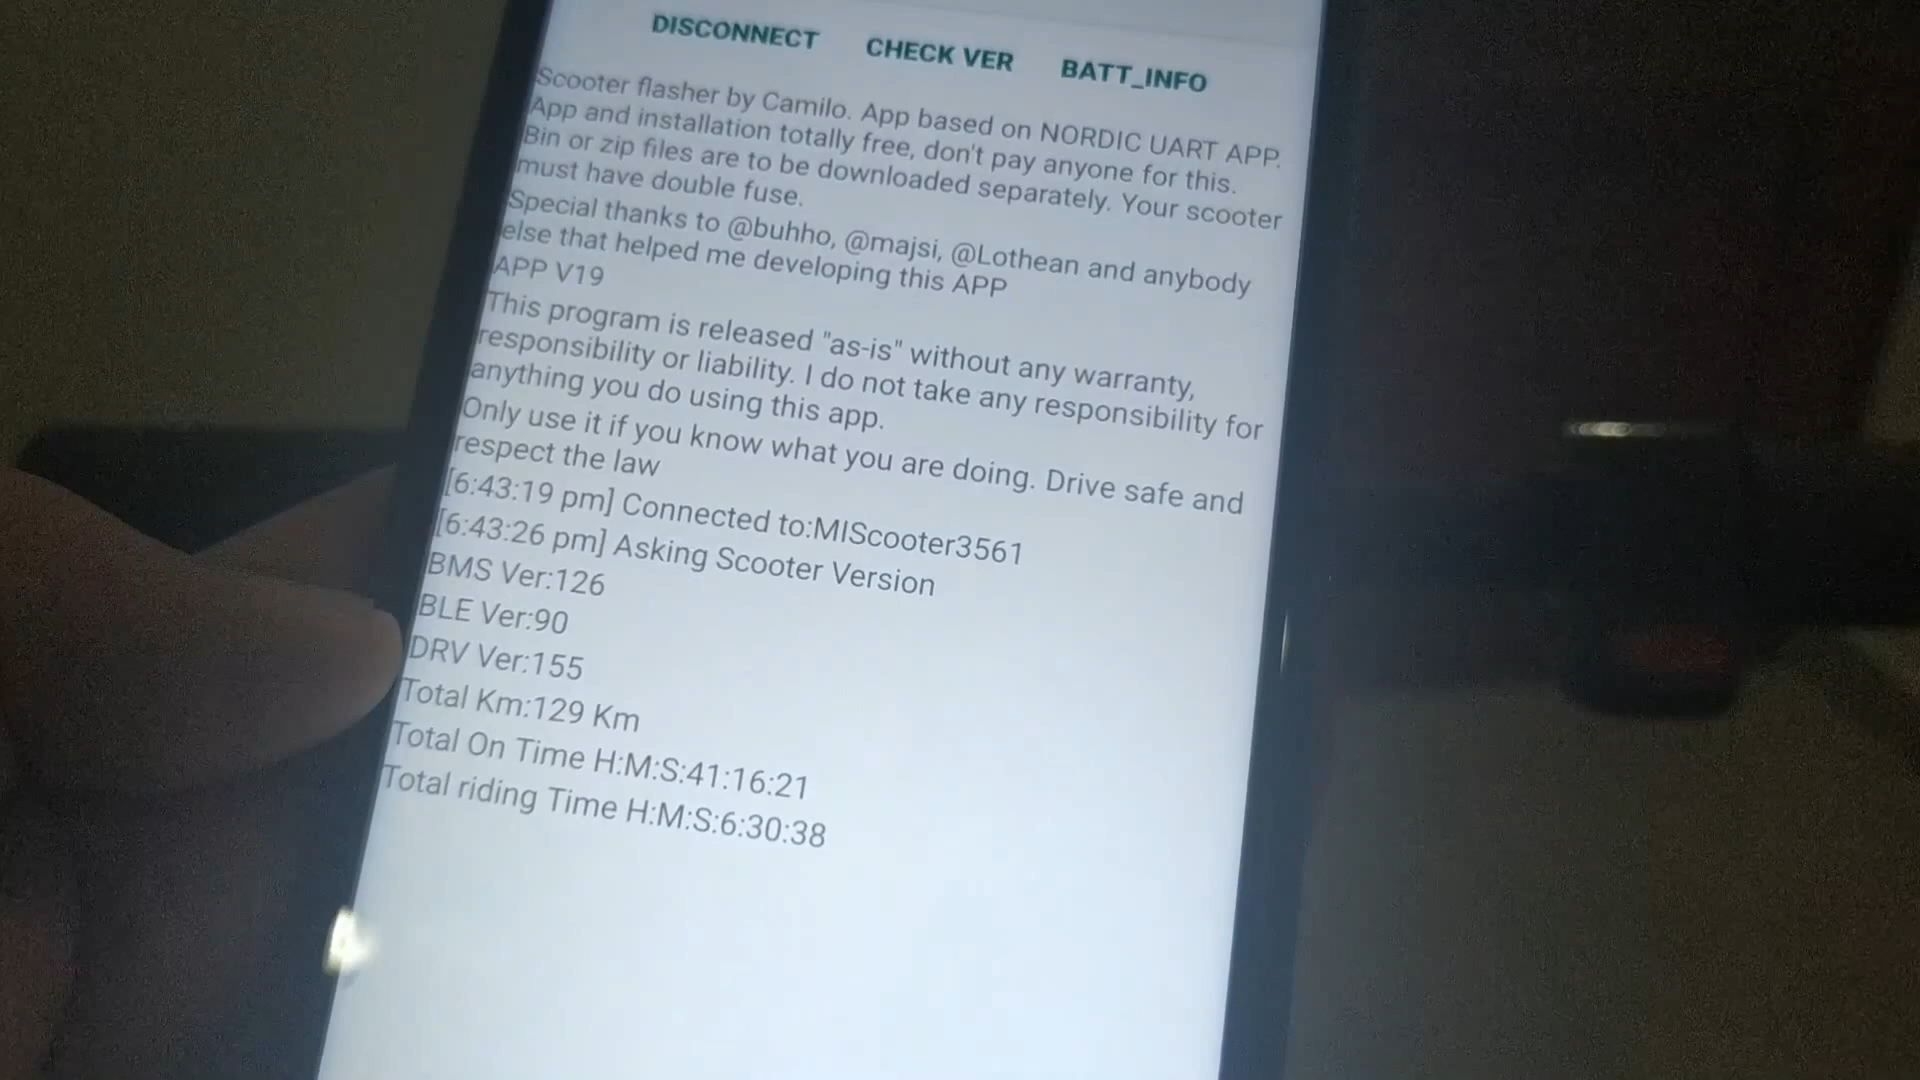 DISCONNECT CHECK VER BATT_INFO
Scooter flasher by Camilo. App based on NORDIC UART APP.
App and installation totally free, don't pay anyone for this.
Bin or zip files are to be downloaded separately. Your scooter
must have double fuse.
Special thanks to @buhho, @majsi, @Lothean and anybody
else that helped me developing this APP
APP V19
This program is released "as-is" without any warranty,
responsibility or liability. I do not take any responsibility for
anything you do using this app.
Only use it if you know what you are doing. Drive safe and
respect the law
[6:43:19 pm] Connected to:MIScooter3561
[6:43:26 pm] Asking Scooter Version
BMS Ver:126
BLE Ver:90
DRV Ver:155
Total Km:129 Km
Total On Time H:M:S:41:16:21
Total riding Time H:M:S:6:30:38